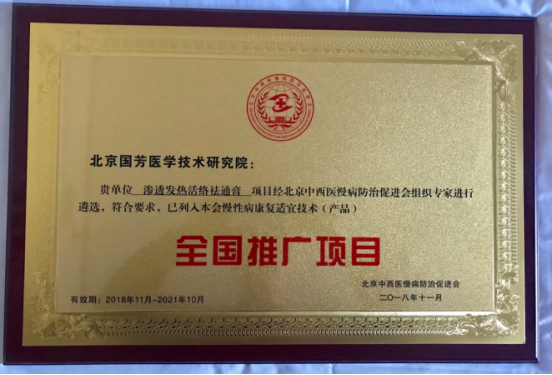 北京国芳医学技术研究院：
贵单位 渗透发热活络祛通膏 项目经北京中西医慢病防治促进会组织专家进行
遴选，符合要求，已列入本会慢性病康复适宜技术（产品）
全国推广项目
北京中西医慢病防治促进会
有效期：2018年11月-2021年10月
二〇一八年十一月